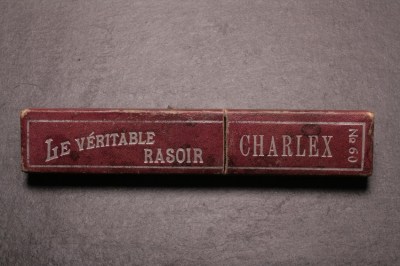 LE VÉRITABLE
RASOIR
CHARLEX
No 60